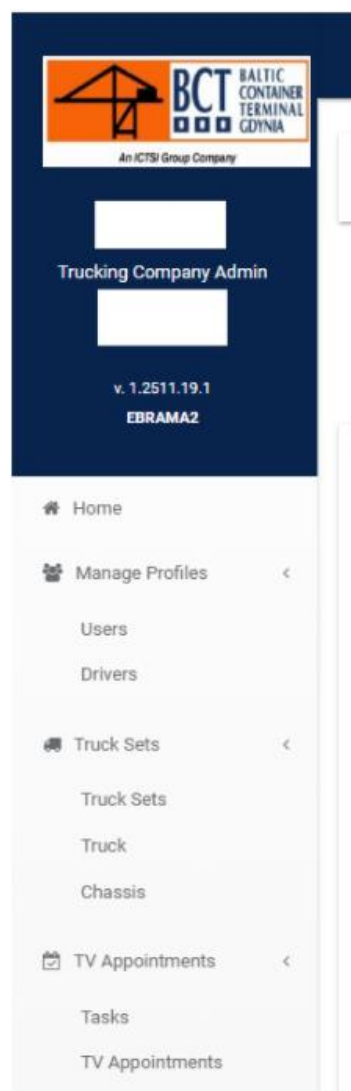 BCT
BALTIC
CONTAINER
TERMINAL
GDYNIA
An ICTSI Group Company
Trucking Company Admin
v. 1.2511.19.1
EBRAMA2
Home
Manage Profiles
Users
Drivers
Truck Sets
Truck Sets
Truck
Chassis
TV Appointments
Tasks
TV Appointments